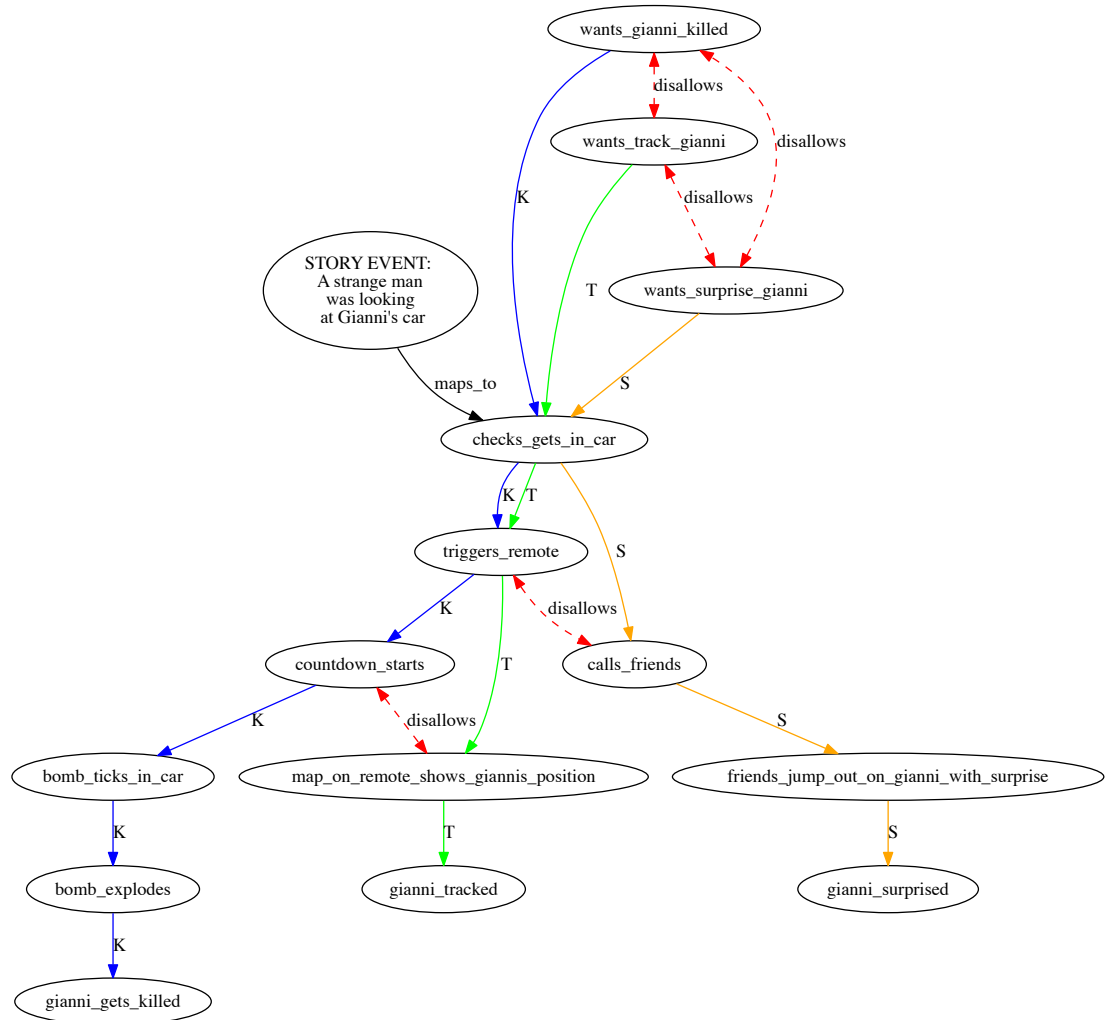 wants_gianni_killed
disallows
wants_track_gianni
disallows
K
disallows
STORY EVENT:
A strange man
was looking
at Gianni's car
T
wants_surprise_gianni
maps_to
S
checks_gets_in_car
K
T
S
triggers_remote
K
disallows
T
countdown_starts
calls_friends
K
disallows
S
bomb_ticks_in_car
map_on_remote_shows_giannis_position
friends_jump_out_on_gianni_with_surprise
K
T
S
bomb_explodes
gianni_tracked
gianni_surprised
K
gianni_gets_killed